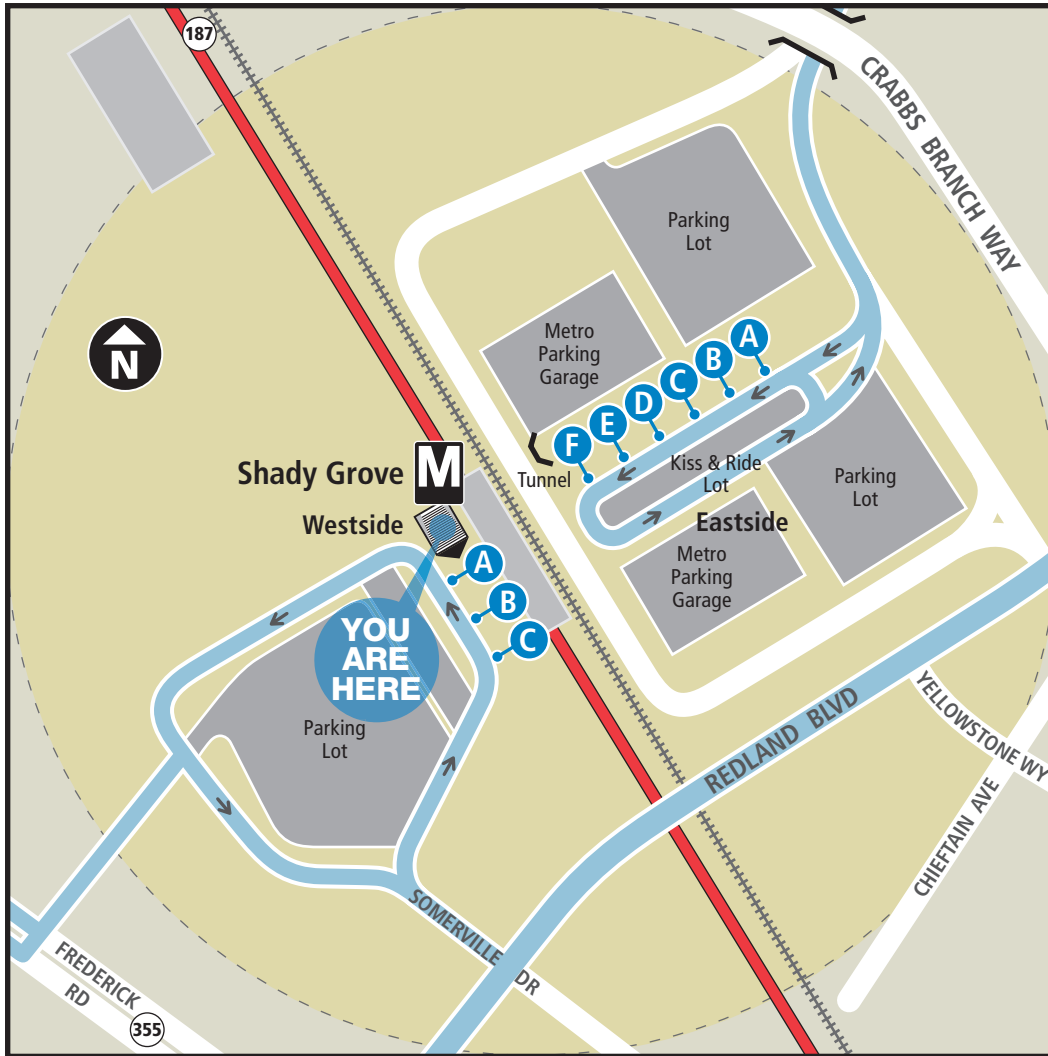 187
CRABBS BRANCH WAY
Parking
Lot
N
Metro
Parking
Garage
A
B
C
D
E
F
Tunnel
Kiss & Ride
Lot
Parking
Lot
Eastside
Metro
Parking
Garage
Shady Grove
M
Westside
A
B
C
YOU
ARE
HERE
Parking
Lot
REDLAND BLVD
YELLOWSTONE WY
CHIEFTAIN AVE
SOMERVILLE DR
FREDERICK
RD
355